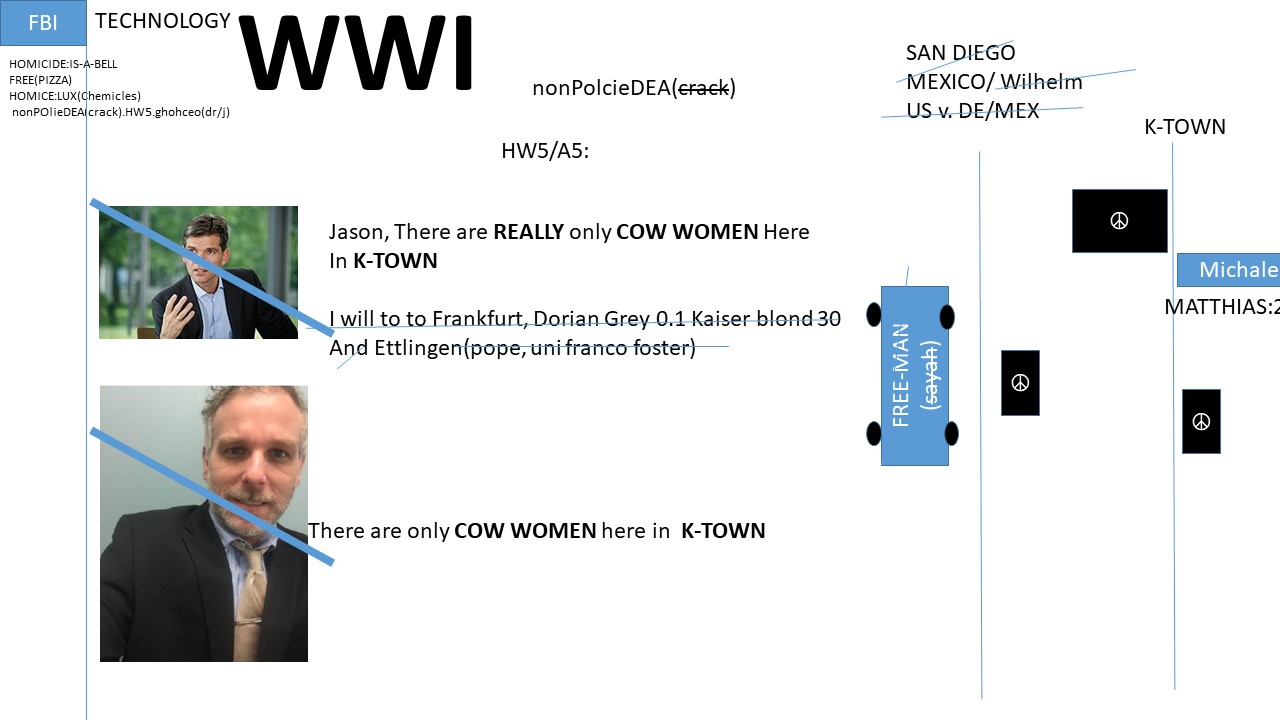 FBI
TECHNOLOGY
WWI
HOMICIDE:IS-A-BELL
FREE(PIZZA)
HOMICE:LUX(Chemicles)
nonPOlieDEA(crack).HW5.ghohceo(dr/j)
nonPolcieDEA(crack)
SAN DIEGO
MEXICO/ Wilhelm
US v. DE/MEX
K-TOWN
HW5/A5:
Jason, There are REALLY only COW WOMEN Here
In K-TOWN
I will to to Frankfurt, Dorian Grey 0.1 Kaiser blond 30
And Ettlingen(pope, uni franco foster)
There are only COW WOMEN here in K-TOWN
FREE-MAN
(sayah)
Michale
MATTHIAS:2